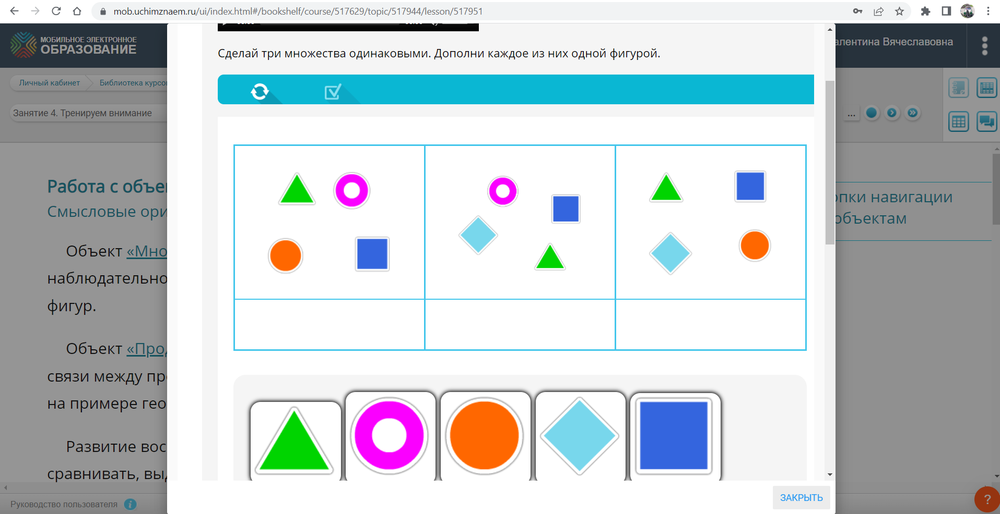 mob.uchimznaem.ru/ui/index.html#/bookshelf/course/517629/topic/517944/lesson/517951
МОБИЛЬНОЕ ЭЛЕКТРОННОЕ
ОБРАЗОВАНИЕ
алентина Вячеславовна
Сделай три множества одинаковыми. Дополни каждое из них одной фигурой.
Личный кабинет
Библиотека курсо
Занятие 4. Тренируем внимание
...
Работа с объе
Смысловые ори
опки навигации
объектам
Объект «Мно
наблюдательно
фигур.
Объект «Прод
связи между пр
на примере гео
Развитие вос
сравнивать, вы
ЗАКРЫТЬ
Руководство пользователя
i
?